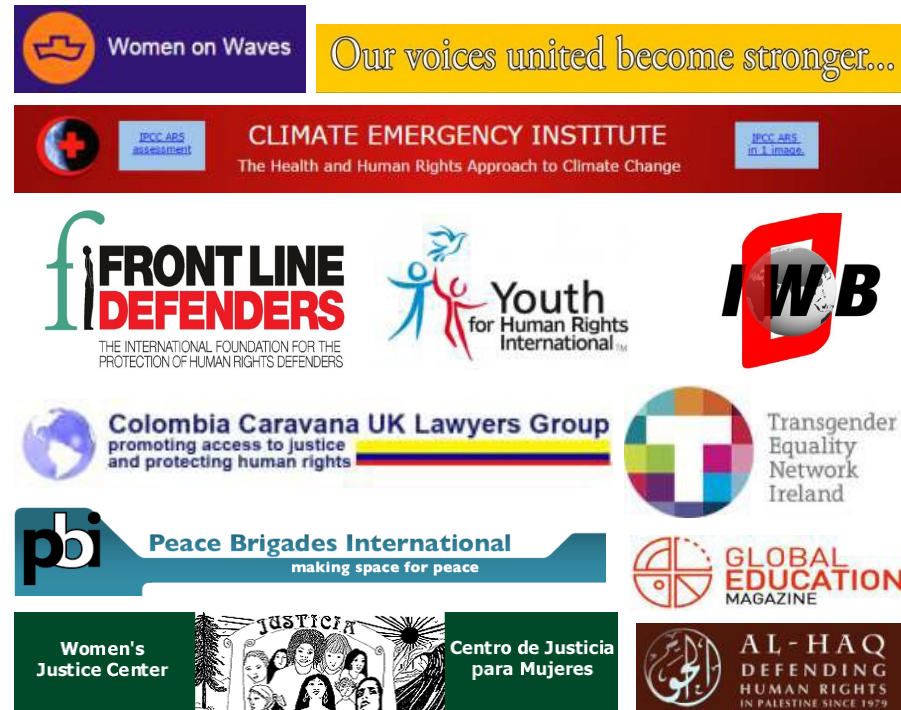 Women on Waves
Our voices united become stronger...
IPCC AR5
assessment
CLIMATE EMERGENCY INSTITUTE
The Health and Human Rights Approach to Climate Change
IPCC AR5
in 1 image.
FRONT LINE
DEFENDERS
THE INTERNATIONAL FOUNDATION FOR THE
PROTECTION OF HUMAN RIGHTS DEFENDERS
Youth
for Human Rights
International TM
IWB
Colombia Caravana UK Lawyers Group
promoting access to justice
and protecting human rights
T
Transgender
Equality
Network
Ireland
pbi
Peace Brigades International
making space for peace
GLOBAL
EDUCATION
MAGAZINE
Women's
Justice Center
JUSTICIA
Centro de Justicia
para Mujeres
الحق
AL-HAQ
DEFENDING
HUMAN RIGHTS
IN PALESTINE SINCE 1979